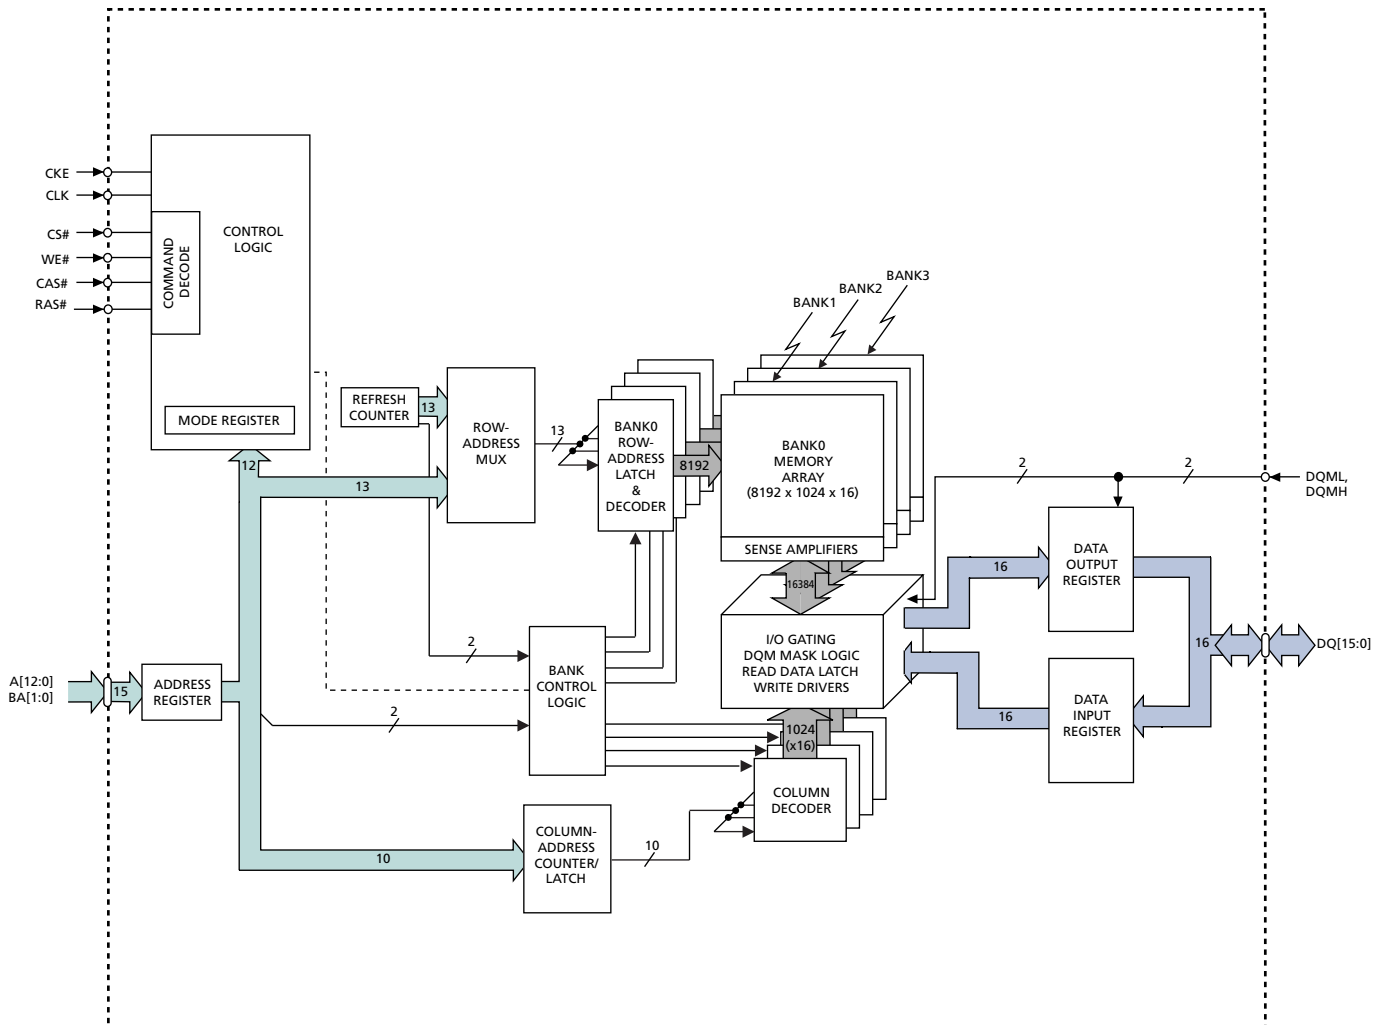 CKE
CLK
CS#
WE#
CAS#
RAS#
COMMAND
DECODE
CONTROL
LOGIC
MODE REGISTER
12
REFRESH
COUNTER
13
13
ROW-
ADDRESS
MUX
13
BANK0
ROW-
ADDRESS
LATCH
&
DECODER
8192
BANK1
BANK2
BANK3
BANK0
MEMORY
ARRAY
(8192 x 1024 x 16)
SENSE AMPLIFIERS
16384
I/O GATING
DQM MASK LOGIC
READ DATA LATCH
WRITE DRIVERS
2
2
DQML,
DQMH
16
DATA
OUTPUT
REGISTER
16
DQ[15:0]
16
DATA
INPUT
REGISTER
A[12:0]
BA[1:0]
15
ADDRESS
REGISTER
2
2
BANK
CONTROL
LOGIC
1024
(x16)
COLUMN
DECODER
10
COLUMN-
ADDRESS
COUNTER/
LATCH
10